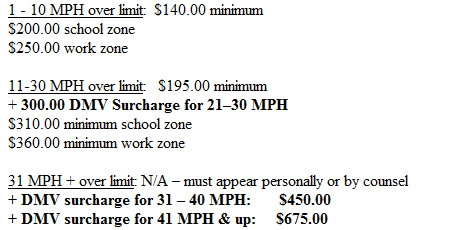 1 - 10 MPH over limit:  $140.00 minimum
$200.00 school zone
$250.00 work zone
11-30 MPH over limit:   $195.00 minimum
+ 300.00 DMV Surcharge for 21–30 MPH
$310.00 minimum school zone
$360.00 minimum work zone
31 MPH + over limit: N/A – must appear personally or by counsel
+ DMV surcharge for 31 – 40 MPH:      $450.00
+ DMV surcharge for 41 MPH & up:   $675.00